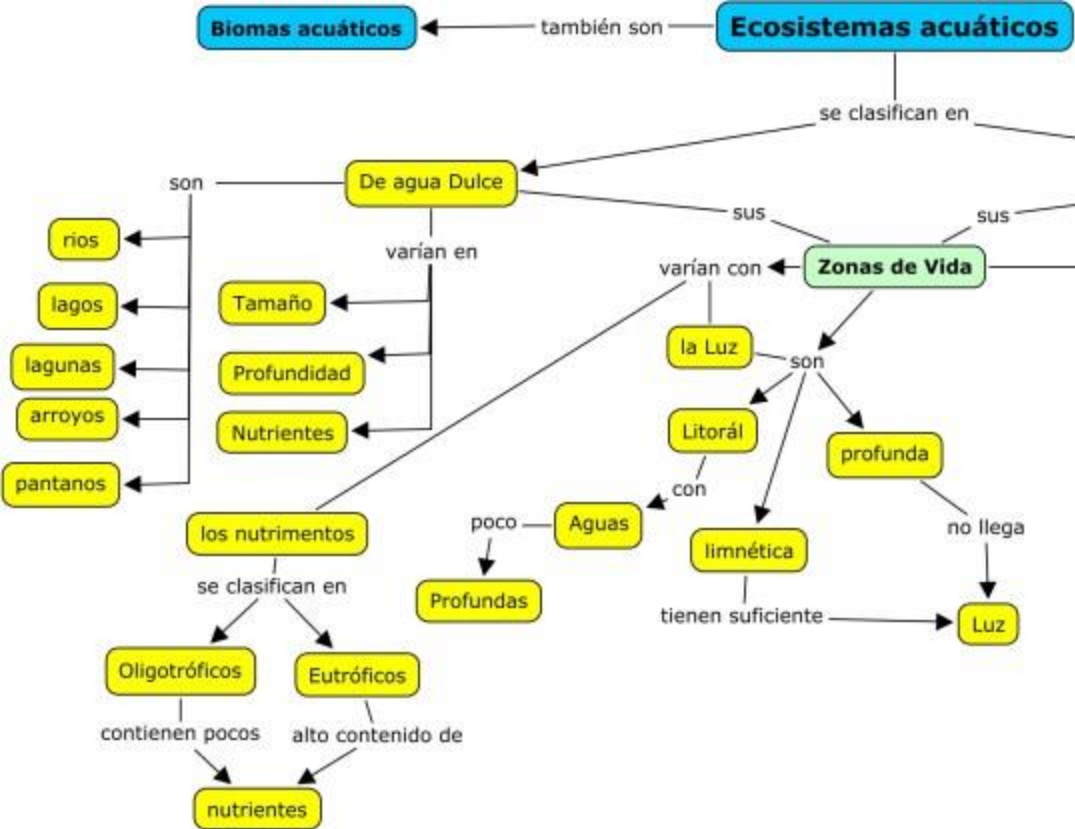 Biomas acuáticos
también son
Ecosistemas acuáticos
se clasifican en
son
De agua Dulce
sus
sus
rios
varían en
varían con
Zonas de Vida
lagos
Tamaño
la Luz
son
lagunas
Profundidad
arroyos
Nutrientes
Litorál
profunda
pantanos
con
los nutrimentos
poco
Aguas
no llega
limnética
se clasifican en
Profundas
tienen suficiente
Luz
Oligotróficos
Eutróficos
contienen pocos
alto contenido de
nutrientes